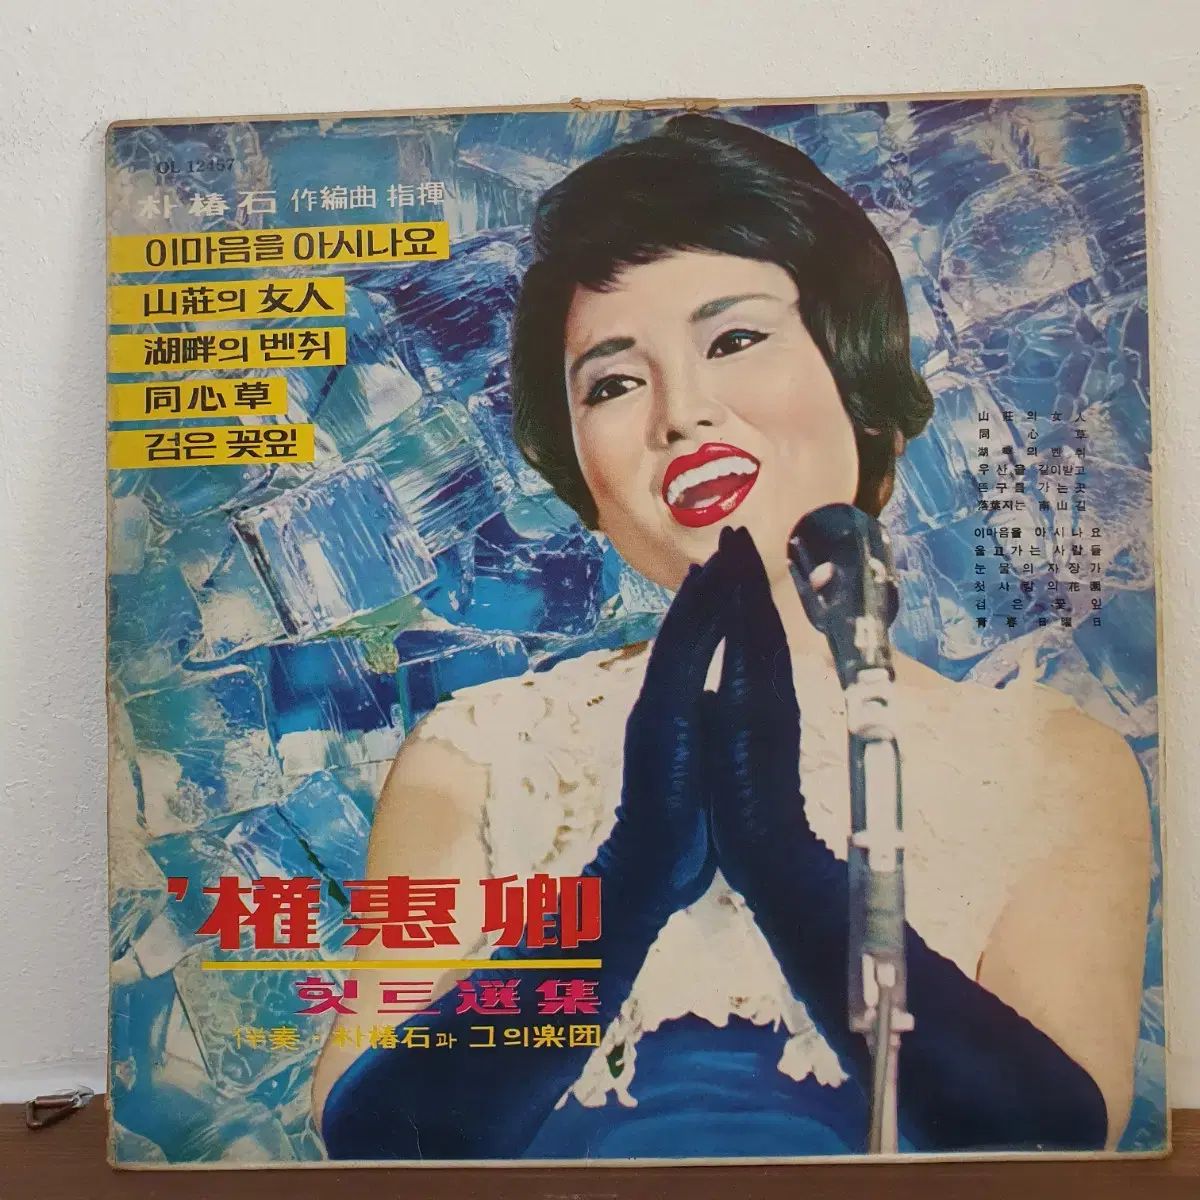 OL 12457
朴椿石 作編曲 指揮
이마음을 아시나요
山莊의 女人
湖畔의 벤취
同心草
검은 꽃잎
山莊의 女人
同心草
湖畔의 벤취
우산을 같이받고
뜬구름 가는곳
落葉지는 南山길
이마음을 아시나요
울고가는 사람들
눈물의 자장가
첫사랑의 花園
검은 꽃잎
靑春日曜日
權惠卿
힛트選集
伴奏・朴椿石과 그의楽団